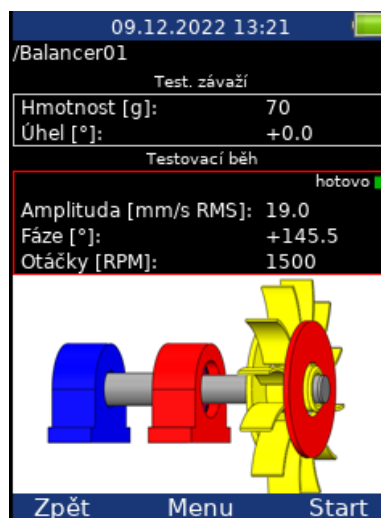 09.12.2022 13:21
/Balancer01
Test. závaží
Hmotnost [g]: 70
Úhel [°]: +0.0
Testovací běh
hotovo
Amplituda [mm/s RMS]: 19.0
Fáze [°]: +145.5
Otáčky [RPM]: 1500
Zpět Menu Start